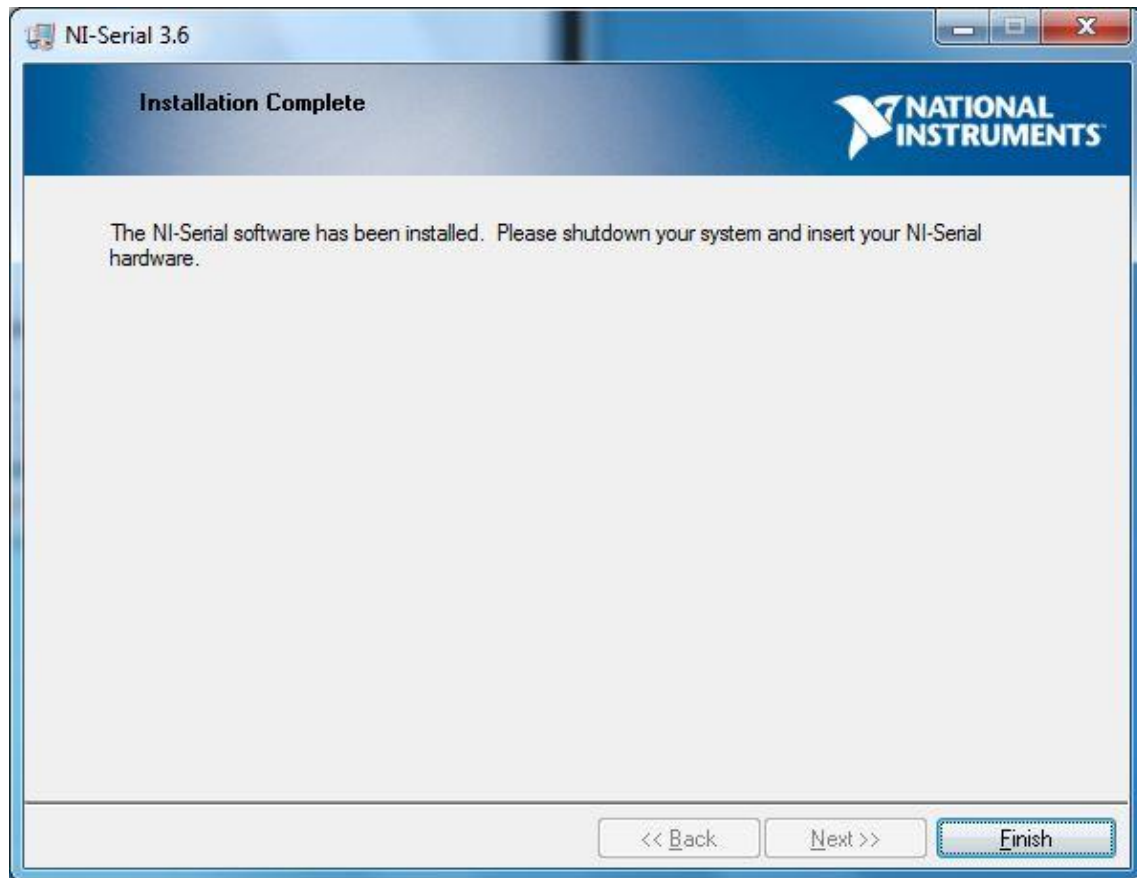 NI-Serial 3.6
Installation Complete
NATIONAL
INSTRUMENTS
The NI-Serial software has been installed.  Please shutdown your system and insert your NI-Serial
hardware.
<< Back
Next >>
Finish